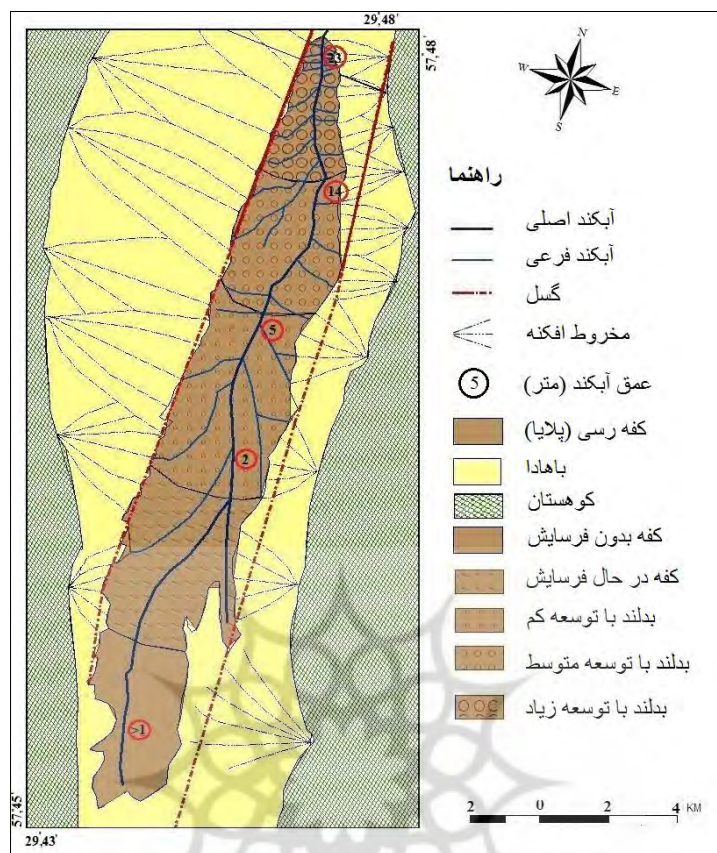 29,48
57,48
N
W
E
S
راهنما
آبکند اصلی
آبکند فرعی
گسل
مخروط افکنه
5 عمق آبکند (متر)
کفه رسی (پلایا)
باهادا
کوهستان
کفه بدون فرسایش
کفه در حال فرسایش
بدلند با توسعه کم
بدلند با توسعه متوسط
بدلند با توسعه زیاد
23
14
5
2
>1
57,45
29,43
2 0 2 4 KM